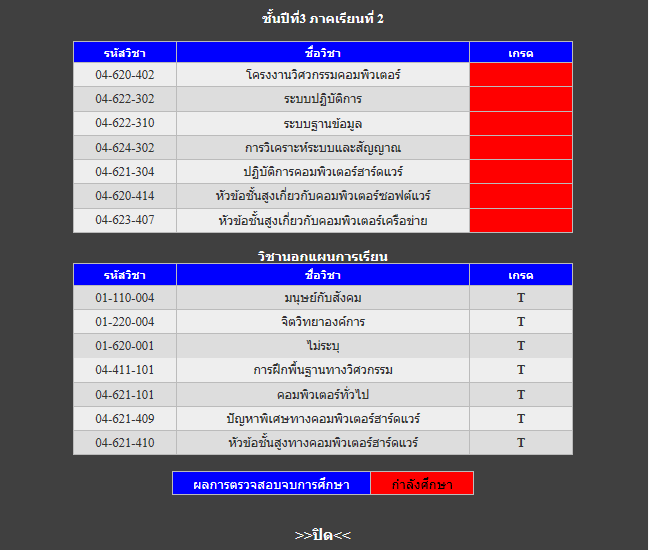 ชั้นปีที่3 ภาคเรียนที่ 2
รหัสวิชา ชื่อวิชา เกรด
04-620-402 โครงงานวิศวกรรมคอมพิวเตอร์
04-622-302 ระบบปฏิบัติการ
04-622-310 ระบบฐานข้อมูล
04-624-302 การวิเคราะห์ระบบและสัญญาณ
04-621-304 ปฏิบัติการคอมพิวเตอร์ฮาร์ดแวร์
04-620-414 หัวข้อชั้นสูงเกี่ยวกับคอมพิวเตอร์ซอฟต์แวร์
04-623-407 หัวข้อชั้นสูงเกี่ยวกับคอมพิวเตอร์เครือข่าย
วิชานอกแผนการเรียน
รหัสวิชา ชื่อวิชา เกรด
01-110-004 มนุษย์กับสังคม T
01-220-004 จิตวิทยาองค์การ T
01-620-001 ไม่ระบุ T
04-411-101 การฝึกพื้นฐานทางวิศวกรรม T
04-621-101 คอมพิวเตอร์ทั่วไป T
04-621-409 ปัญหาพิเศษทางคอมพิวเตอร์ฮาร์ดแวร์ T
04-621-410 หัวข้อชั้นสูงทางคอมพิวเตอร์ฮาร์ดแวร์ T
ผลการตรวจสอบจบการศึกษา กำลังศึกษา
>>ปิด<<